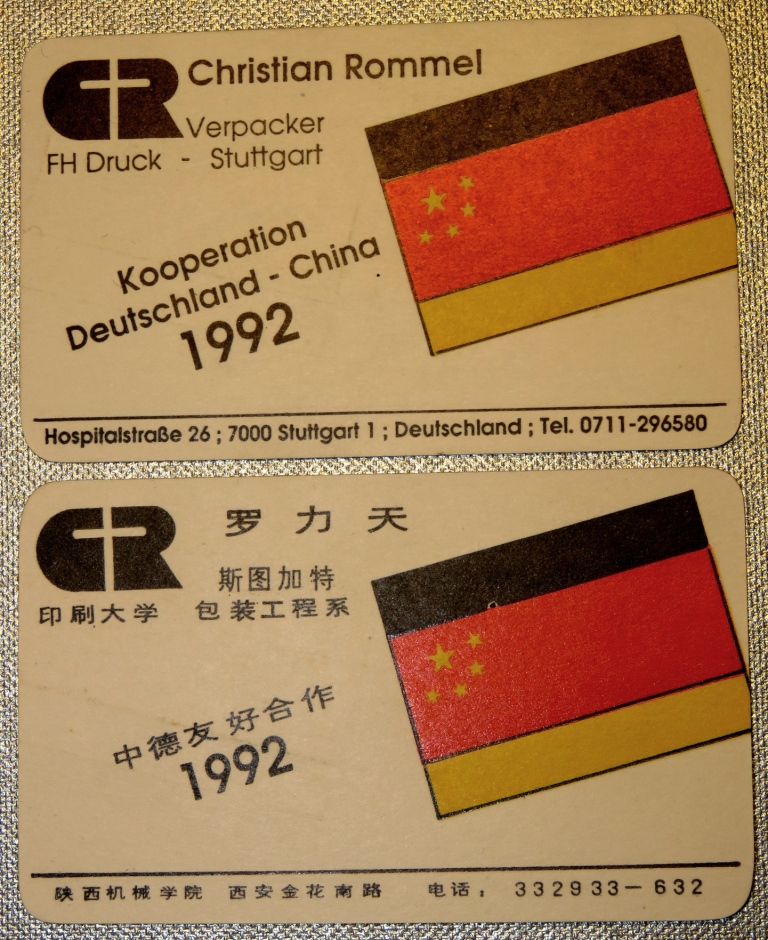 CR Christian Rommel
Verpacker
FH Druck - Stuttgart
Kooperation
Deutschland - China
1992
Hospitalstraße 26 ; 7000 Stuttgart 1 ; Deutschland ; Tel. 0711-296580
CR 罗力天
斯图加特
印刷大学 包装工程系
中德友好合作
1992
陕西机械学院 西安金花南路 电话: 332933-632